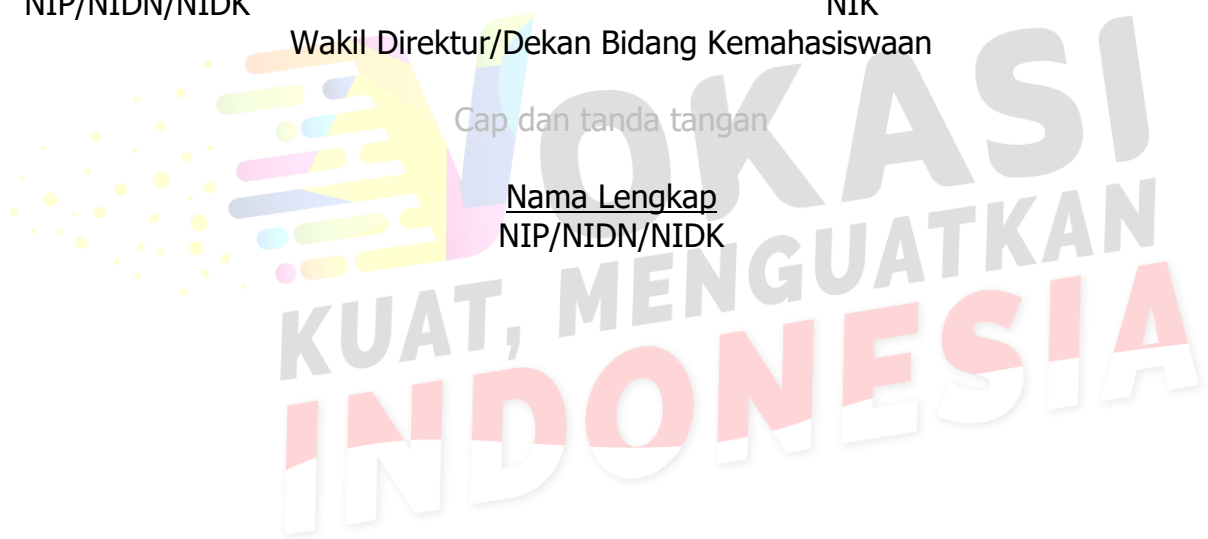 NIP/NIDN/NIDK NIK
Wakil Direktur/Dekan Bidang Kemahasiswaan
Cap dan tanda tangan
Nama Lengkap
NIP/NIDN/NIDK
VOKASI
KUAT, MENGUATKAN
INDONESIA